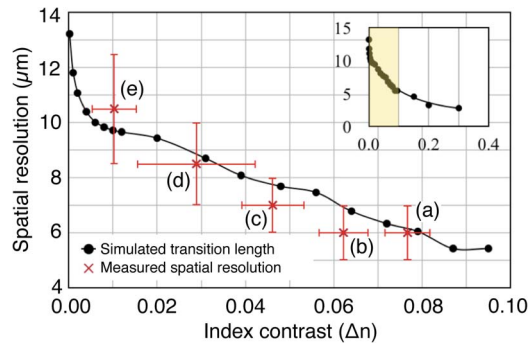 14
12
10
8
6
4
Spatial resolution (μm)
(e)
(d)
(c)
(b)
(a)
15
10
5
0
0.0 0.2 0.4
Simulated transition length
Measured spatial resolution
0.00 0.02 0.04 0.06 0.08 0.10
Index contrast (Δn)